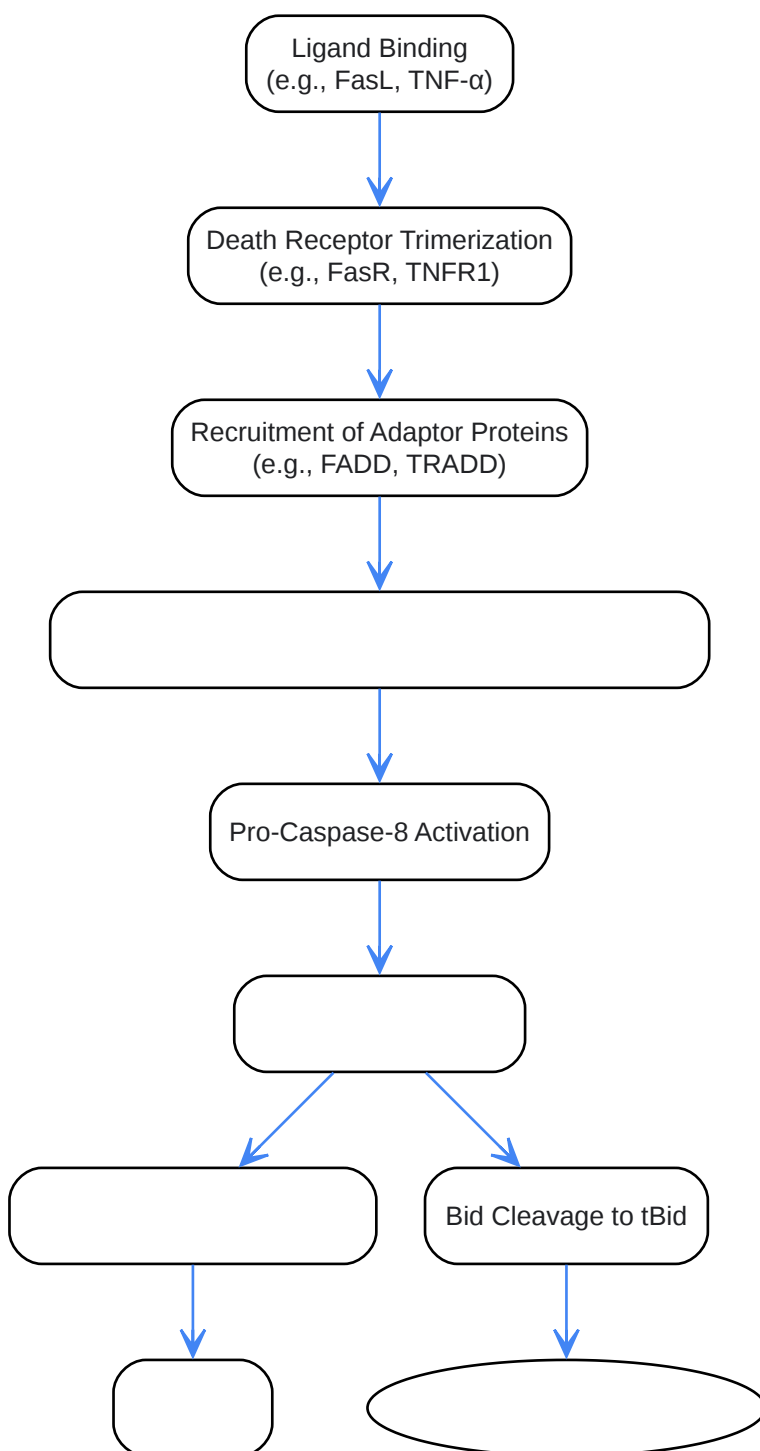 Ligand Binding
(e.g., FasL, TNF-α)
Death Receptor Trimerization
(e.g., FasR, TNFR1)
Recruitment of Adaptor Proteins
(e.g., FADD, TRADD)
Pro-Caspase-8 Activation
Bid Cleavage to tBid